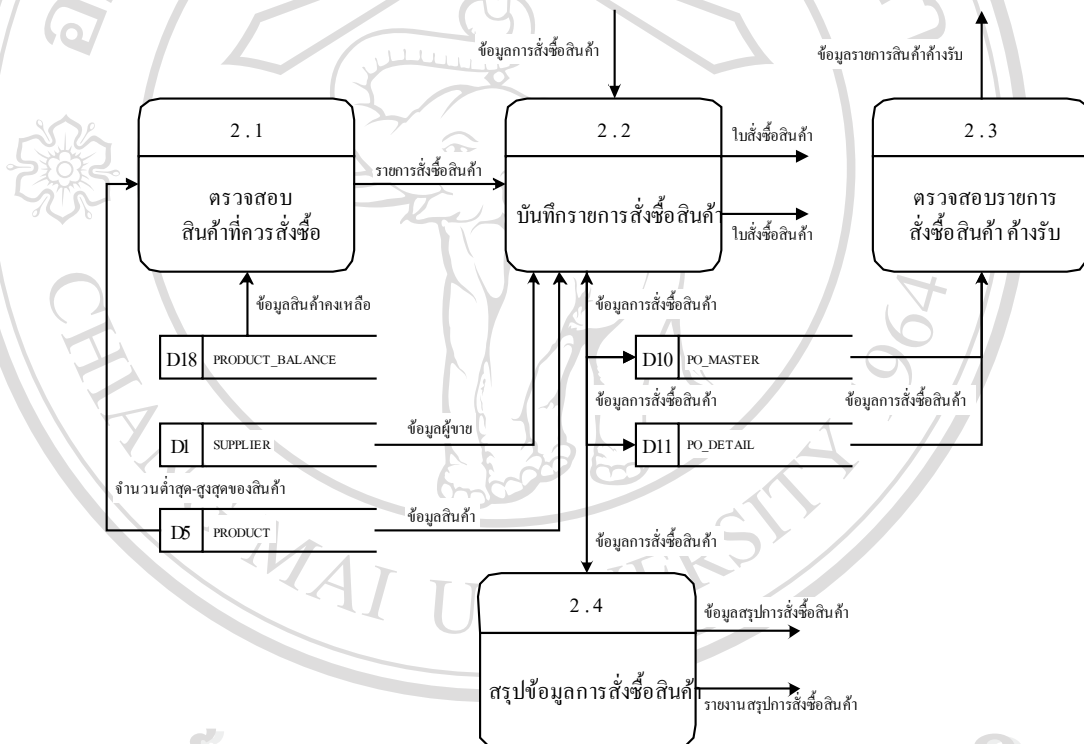 ข้อมูลการสั่งซื้อสินค้า
ข้อมูลรายการสินค้าค้างรับ
2.1
2.2
2.3
ใบสั่งซื้อสินค้า
รายการสั่งซื้อสินค้า
ตรวจสอบ
สินค้าที่ควรสั่งซื้อ
บันทึกรายการสั่งซื้อสินค้า
ใบสั่งซื้อสินค้า
ตรวจสอบรายการ
สั่งซื้อสินค้า ค้างรับ
ข้อมูลสินค้าคงเหลือ
ข้อมูลการสั่งซื้อสินค้า
D18 PRODUCT_BALANCE
D10 PO_MASTER
ข้อมูลการสั่งซื้อสินค้า
ข้อมูลการสั่งซื้อสินค้า
D1 SUPPLIER
ข้อมูลผู้ขาย
D11 PO_DETAIL
จำนวนต่ำสุด-สูงสุดของสินค้า
D5 PRODUCT
ข้อมูลสินค้า
ข้อมูลการสั่งซื้อสินค้า
2.4
ข้อมูลสรุปการสั่งซื้อสินค้า
สรุปข้อมูลการสั่งซื้อสินค้า
รายงานสรุปการสั่งซื้อสินค้า
CHIANG MAI UNIVERSITY 1964